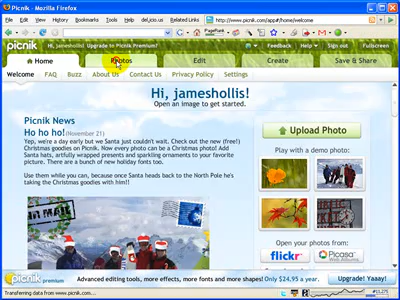 Picnik - Mozilla Firefox
File Edit View History Bookmarks Yahoo! Tools Help del.icio.us Related Links
http://www.picnik.com/app#/home/welcome
picnik Hi, jameshollis! Upgrade to Picnik Premium! Feedback Help Sign out Fullscreen
Home Photos Edit Create Save & Share
Welcome FAQ Buzz About Us Contact Us Privacy Policy Settings
Hi, jameshollis!
Open an image to get started.
Picnik News
Ho ho ho! (November 21)
Yep, we're a day early but we Santa just couldn't wait. Check out the new (free!)
Christmas goodies on Picnik. Now every photo can be a Christmas photo! Add
Santa hats, artfully wrapped presents and sparkling ornaments to your favorite
picture. There are a bunch of new holiday fonts too.
Use them while you can, because once Santa heads back to the North Pole he's
taking the Christmas goodies with him!!
Upload Photo
Play with a demo photo:
Open your photos from:
flickr
Picasa
Web Albums
MAIL
picnik premium Advanced editing tools, more effects, more fonts and more shapes! Only $24.95 a year. Upgrade! Yaaay!
Transferring data from www.picnik.com...